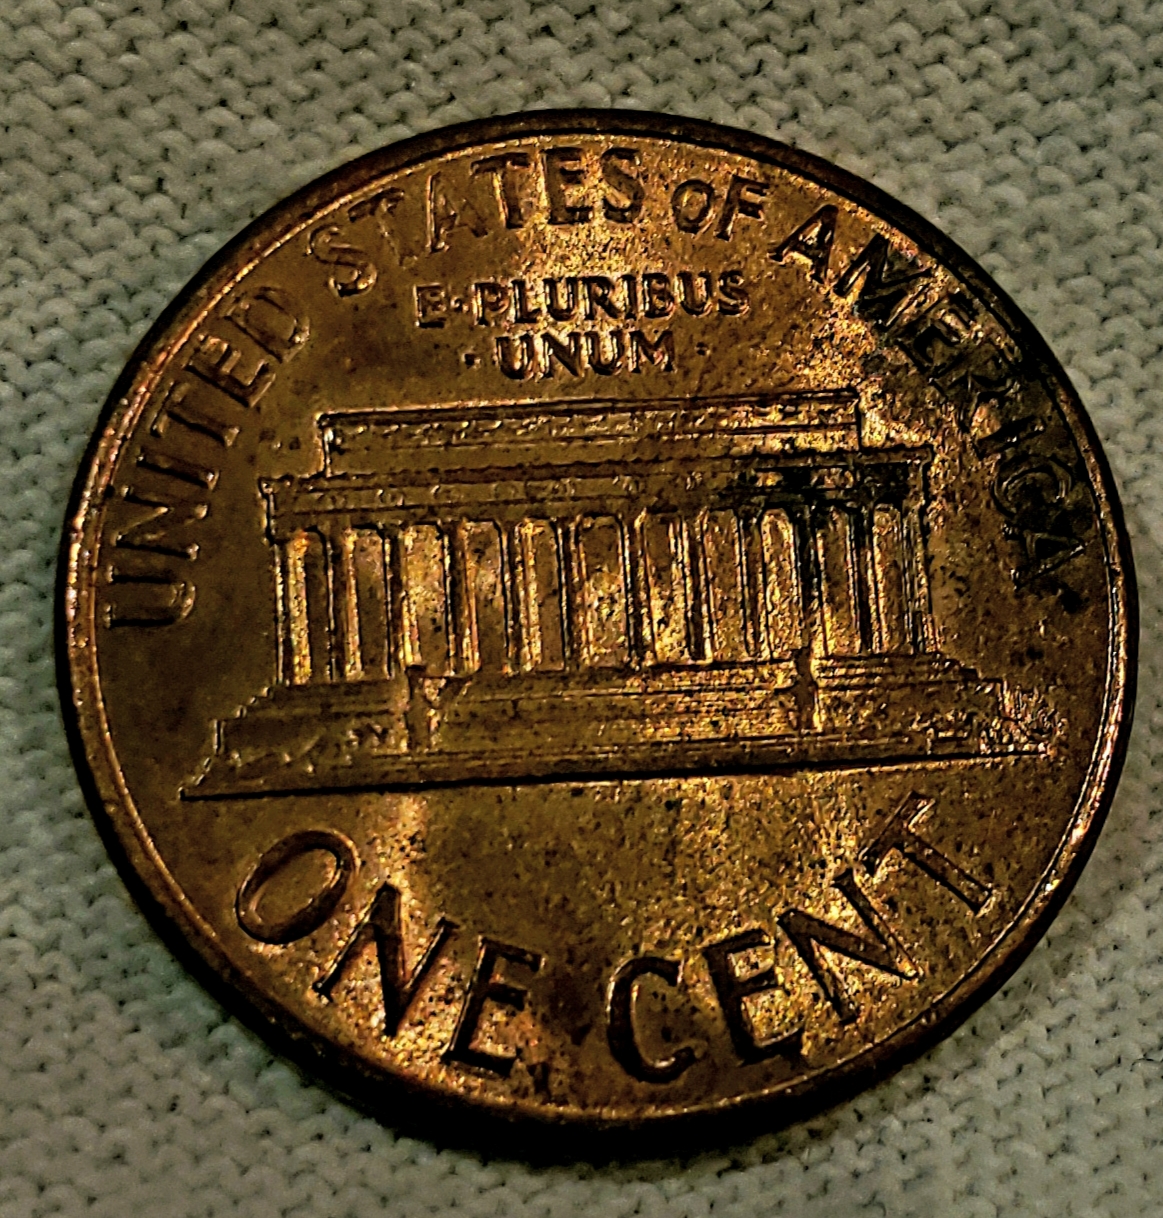 UNITED STATES OF AMERICA
E·PLURIBUS
·UNUM·
ONE CENT